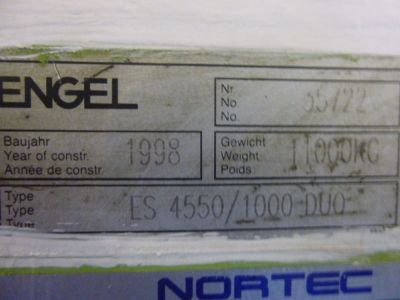 ENGEL
Nr.
No.
No.
35722
Baujahr
Year of constr.
Année de constr.
1998
Gewicht
Weight
Poids
11000KG
Type
Type
Type
ES 4550/1000 DUO
NORTEC